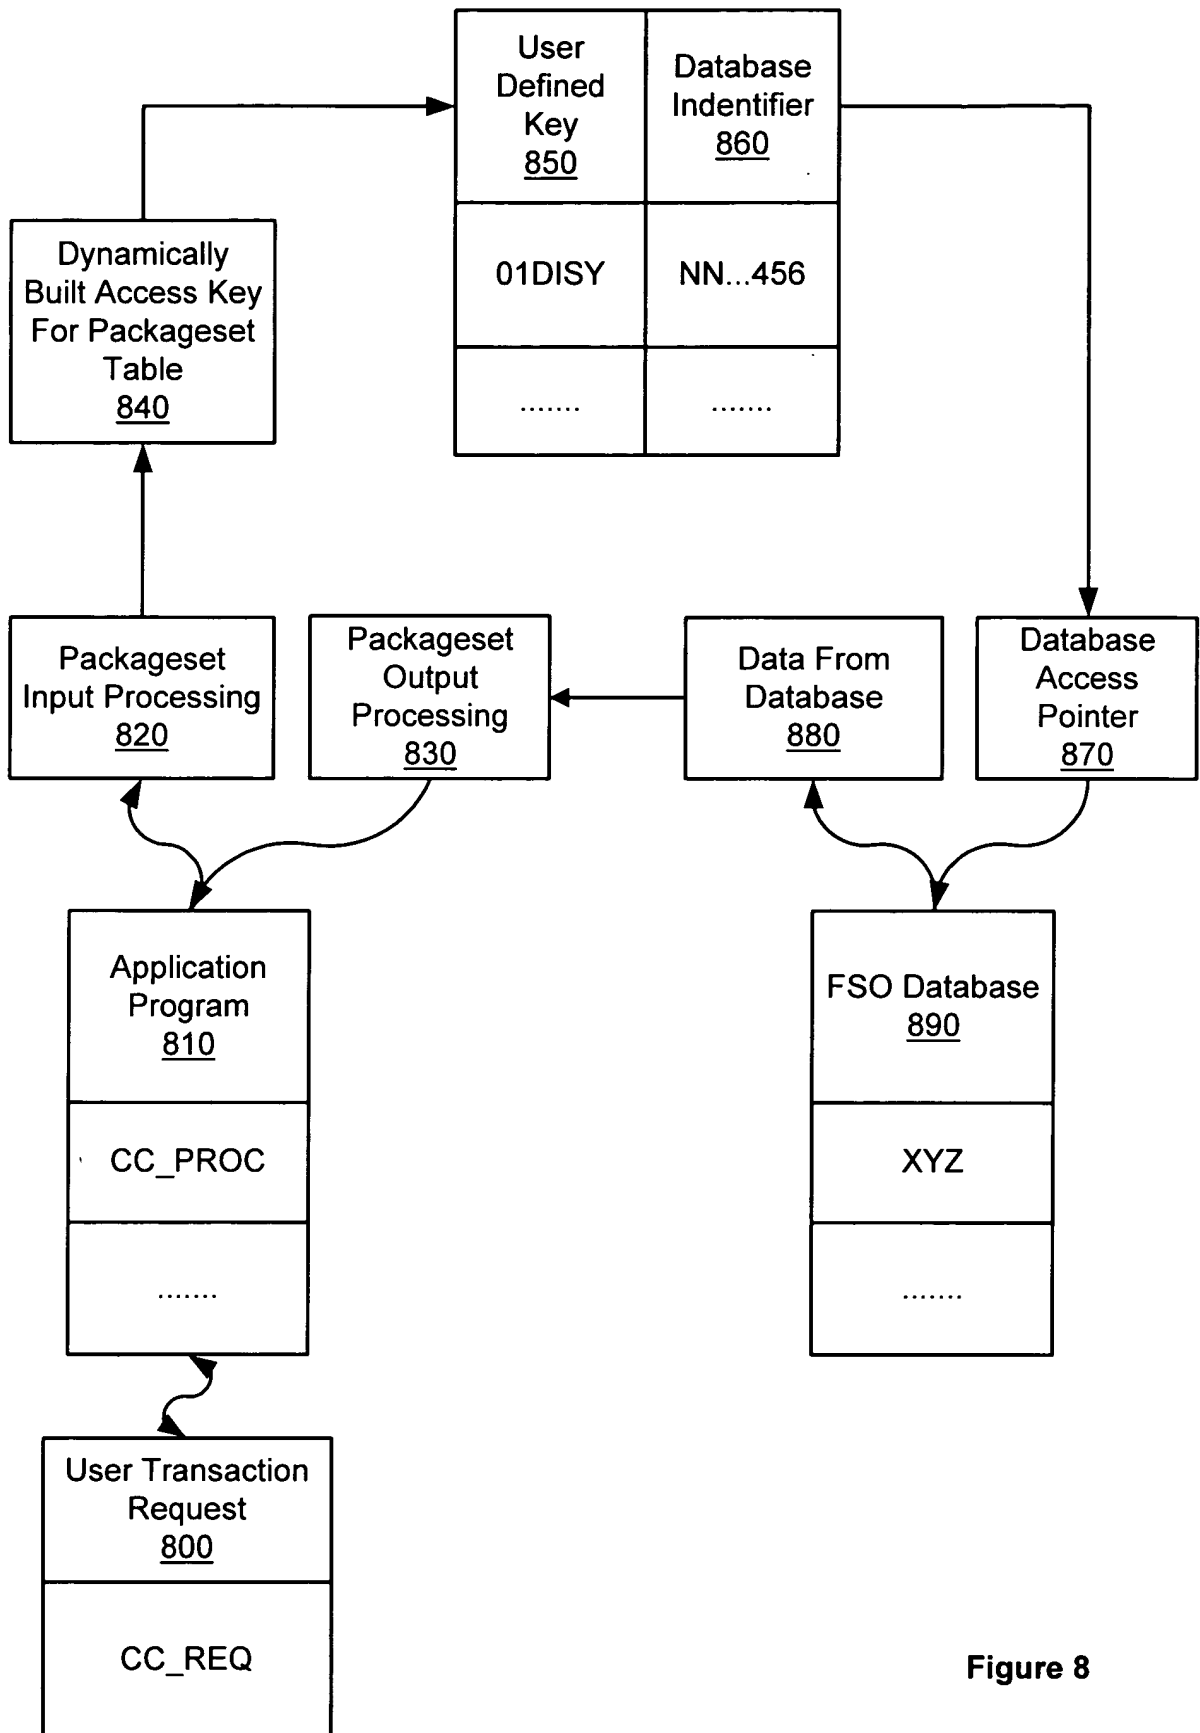 User
Defined
Key
850
Database
Indentifier
860
01DISY
NN...456
.......
.......
Dynamically
Built Access Key
For Packageset
Table
840
Packageset
Input Processing
820
Packageset
Output
Processing
830
Data From
Database
880
Database
Access
Pointer
870
Application
Program
810
CC_PROC
.......
FSO Database
890
XYZ
.......
User Transaction
Request
800
CC_REQ
Figure 8